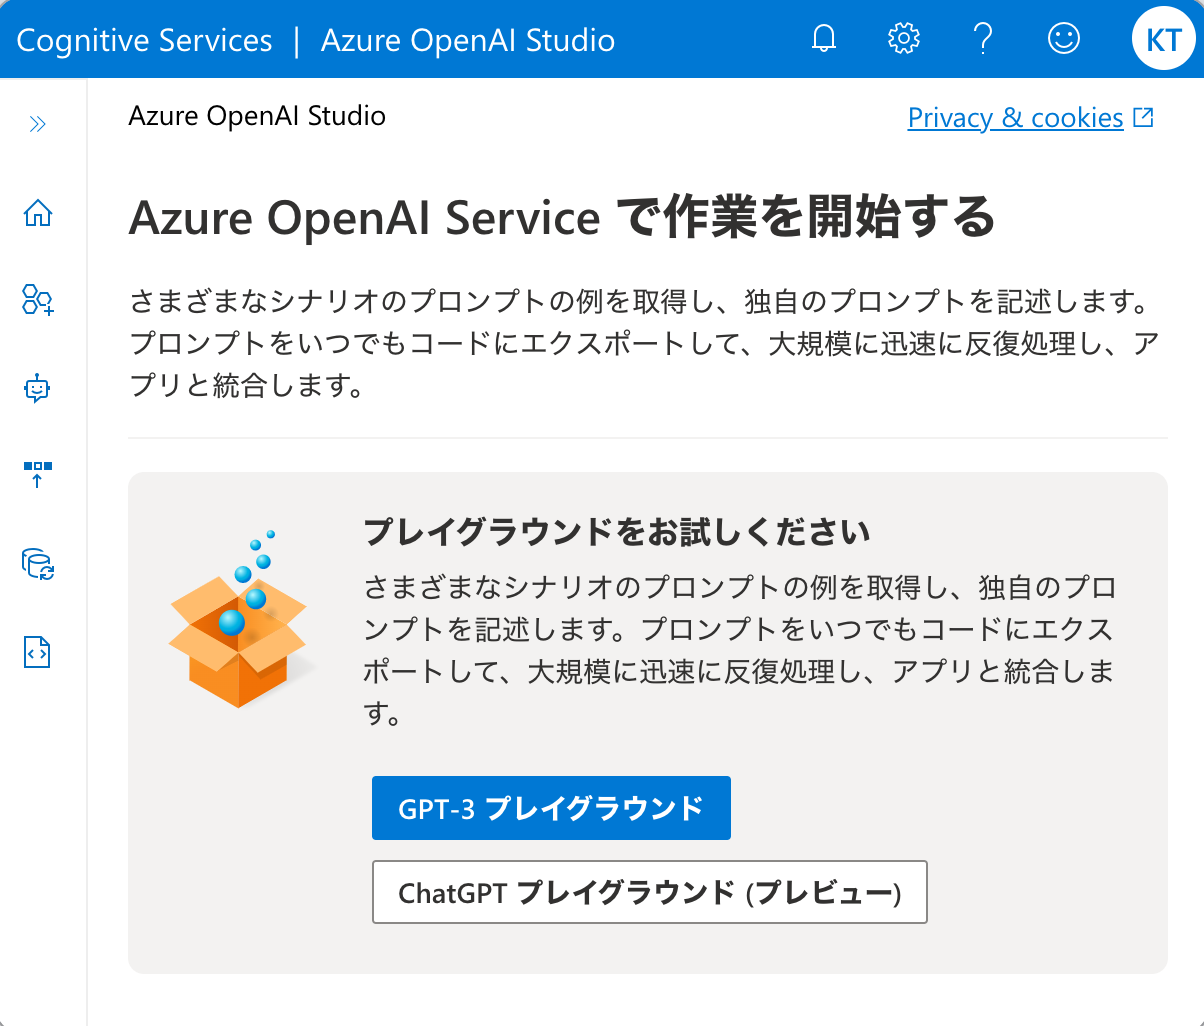 Cognitive Services | Azure OpenAI Studio
KT
Azure OpenAI Studio
Privacy & cookies
Azure OpenAI Service で作業を開始する
さまざまなシナリオのプロンプトの例を取得し、独自のプロンプトを記述します。
プロンプトをいつでもコードにエクスポートして、大規模に迅速に反復処理し、ア
プリと統合します。
プレイグラウンドをお試しください
さまざまなシナリオのプロンプトの例を取得し、独自のプロ
ンプトを記述します。プロンプトをいつでもコードにエクス
ポートして、大規模に迅速に反復処理し、アプリと統合しま
す。
GPT-3 プレイグラウンド
ChatGPT プレイグラウンド (プレビュー)